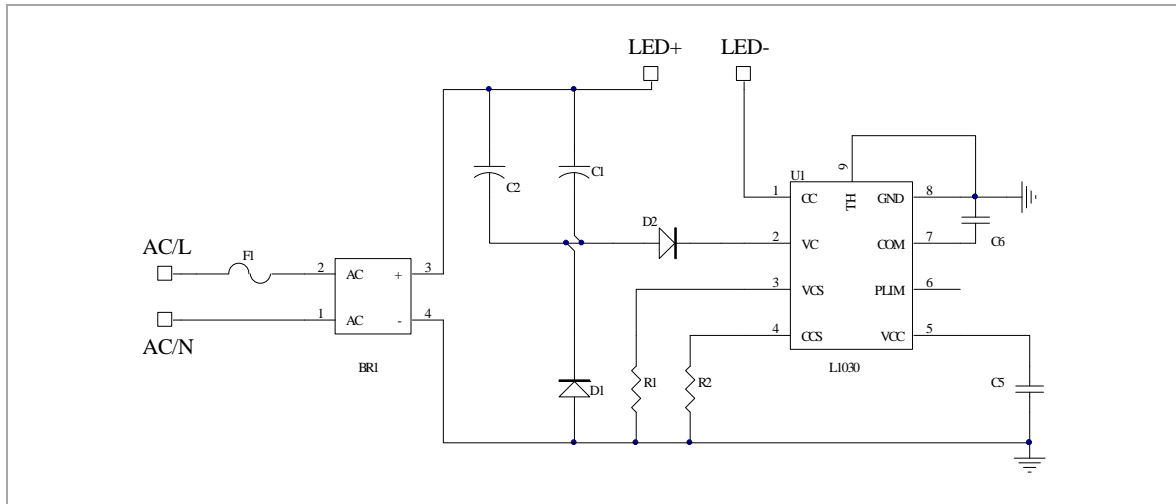 LED+ LED-
9
U1
C2 C1
1 CC TH GND 8
D2
2 VC COM 7 C6
AC/L F1
2 AC + 3
3 VCS PLIM 6
1 AC - 4
4 CCS VCC 5
AC/N
BR1 L1030
D1 R1 R2 C5